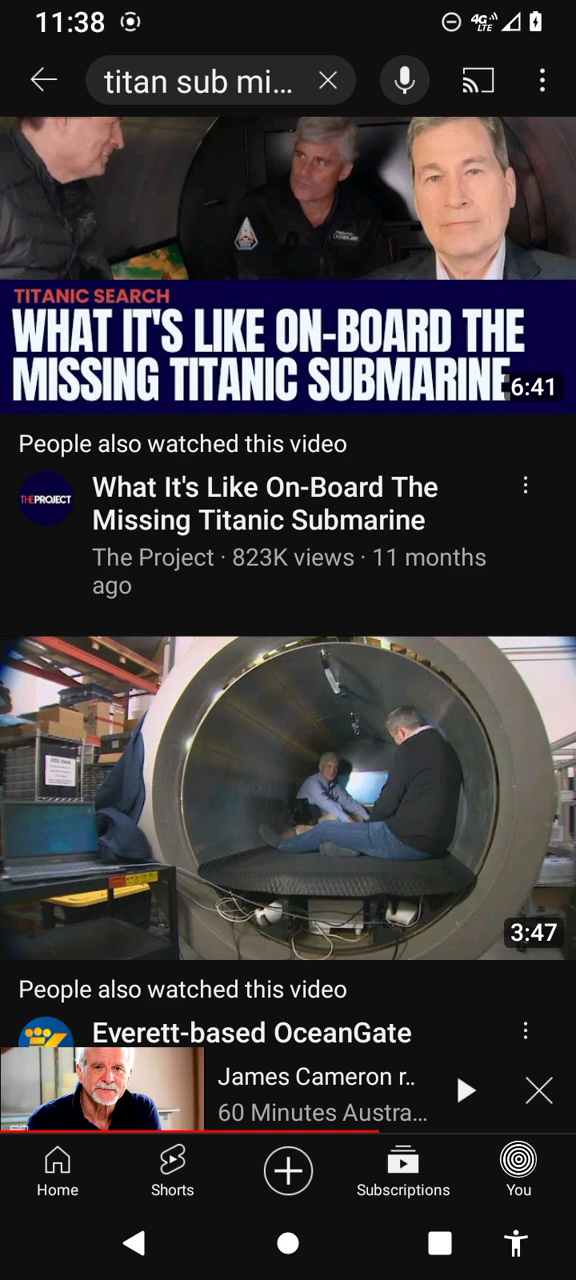 11:38
4G
LTE
titan sub mi...
TITANIC SEARCH
WHAT IT'S LIKE ON-BOARD THE
MISSING TITANIC SUBMARINE
6:41
People also watched this video
THEPROJECT
What It's Like On-Board The
Missing Titanic Submarine
The Project · 823K views · 11 months
ago
3:47
People also watched this video
Everett-based OceanGate
James Cameron r..
60 Minutes Austra...
Home
Shorts
Subscriptions
You